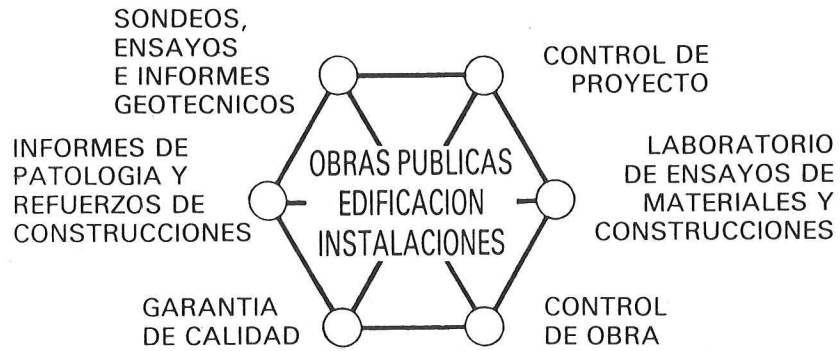 SONDEOS,
ENSAYOS
E INFORMES
GEOTECNICOS
CONTROL DE
PROYECTO
INFORMES DE
PATOLOGIA Y
REFUERZOS DE
CONSTRUCCIONES
OBRAS PUBLICAS
EDIFICACION
INSTALACIONES
LABORATORIO
DE ENSAYOS DE
MATERIALES Y
CONSTRUCCIONES
GARANTIA
DE CALIDAD
CONTROL
DE OBRA